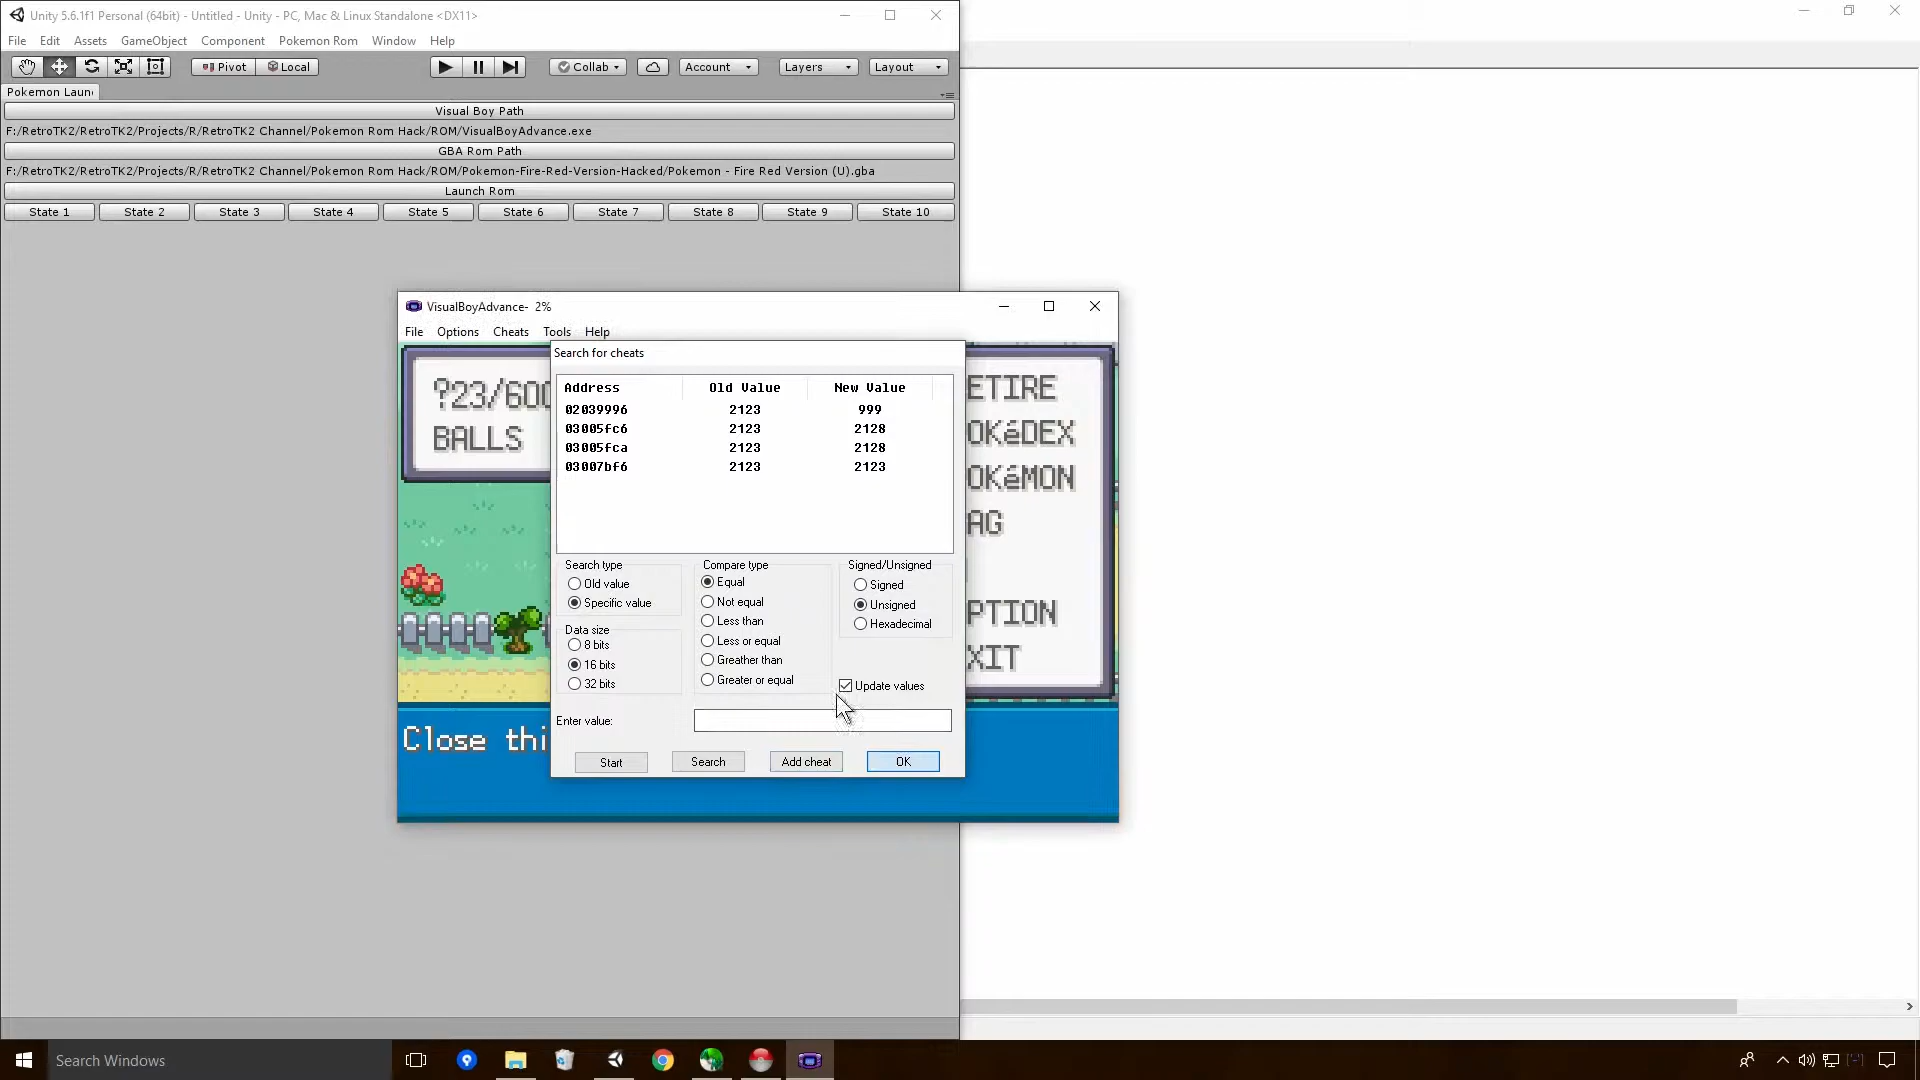 Unity 5.6.1f1 Personal (64bit) - Untitled - Unity - PC, Mac & Linux Standalone <DX11>
File Edit Assets GameObject Component Pokemon Rom Window Help
Pivot Local Collab Account Layers Layout
Pokemon Laun
Visual Boy Path
F:/RetroTK2/RetroTK2/Projects/R/RetroTK2 Channel/Pokemon Rom Hack/ROM/VisualBoyAdvance.exe
GBA Rom Path
F:/RetroTK2/RetroTK2/Projects/R/RetroTK2 Channel/Pokemon Rom Hack/ROM/Pokemon-Fire-Red-Version-Hacked/Pokemon - Fire Red Version (U).gba
Launch Rom
State 1 State 2 State 3 State 4 State 5 State 6 State 7 State 8 State 9 State 10
VisualBoyAdvance- 2%
File Options Cheats Tools Help
?23/600
BALLS
Close thi
Search for cheats
Address Old Value New Value
02039996 2123 999
03005fc6 2123 2128
03005fca 2123 2128
03007bf6 2123 2123
Search type
Old value
Specific value
Data size
8 bits
16 bits
32 bits
Compare type
Equal
Not equal
Less than
Less or equal
Greather than
Greater or equal
Signed/Unsigned
Signed
Unsigned
Hexadecimal
Update values
Enter value:
Start Search Add cheat OK
ETIRE
OKéDEX
OKéMON
AG
PTION
XIT
Search Windows